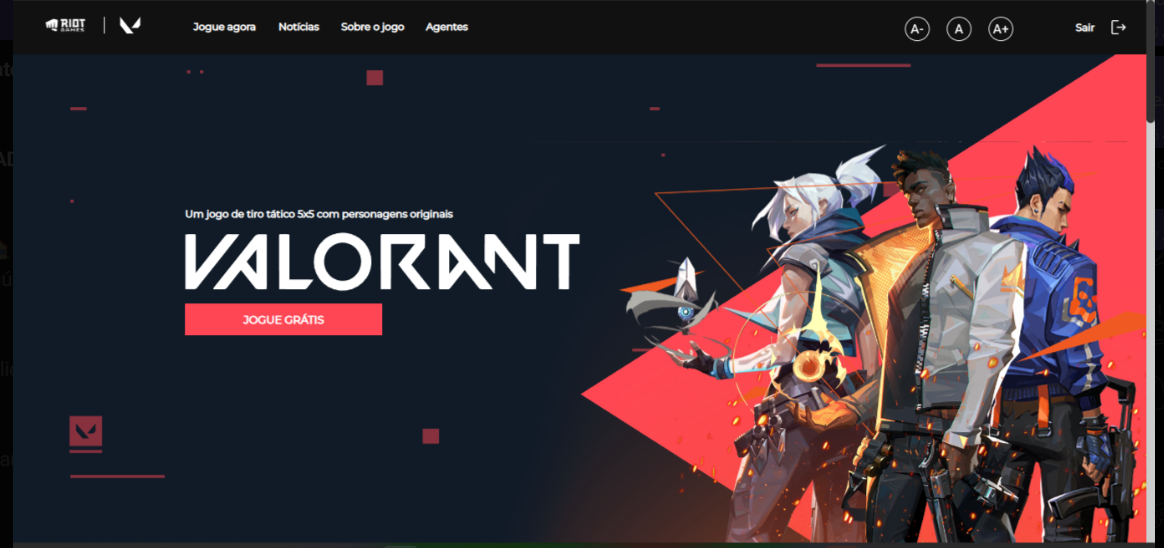 RIOT GAMES
Jogue agora Notícias Sobre o jogo Agentes A- A A+ Sair
Um jogo de tiro tático 5x5 com personagens originais
VALORANT
JOGUE GRÁTIS